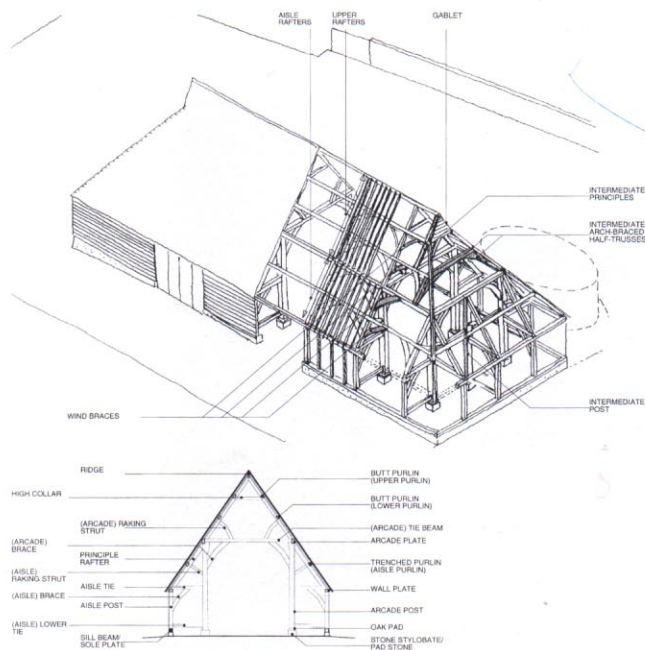 AISLE
RAFTERS
UPPER
RAFTERS
GABLET
INTERMEDIATE
PRINCIPLES
INTERMEDIATE
ARCH-BRACED
HALF-TRUSSES
WIND BRACES
INTERMEDIATE
POST
RIDGE
HIGH COLLAR
(ARCADE) RAKING
STRUT
(ARCADE)
BRACE
PRINCIPLE
RAFTER
(AISLE)
RAKING STRUT
AISLE TIE
(AISLE) BRACE
AISLE POST
(AISLE) LOWER
TIE
SILL BEAM/
SOLE PLATE
BUTT PURLIN
(UPPER PURLIN)
BUTT PURLIN
(LOWER PURLIN)
(ARCADE) TIE BEAM
ARCADE PLATE
TRENCHED PURLIN
(AISLE PURLIN)
WALL PLATE
ARCADE POST
OAK PAD
STONE STYLOBATE/
PAD STONE